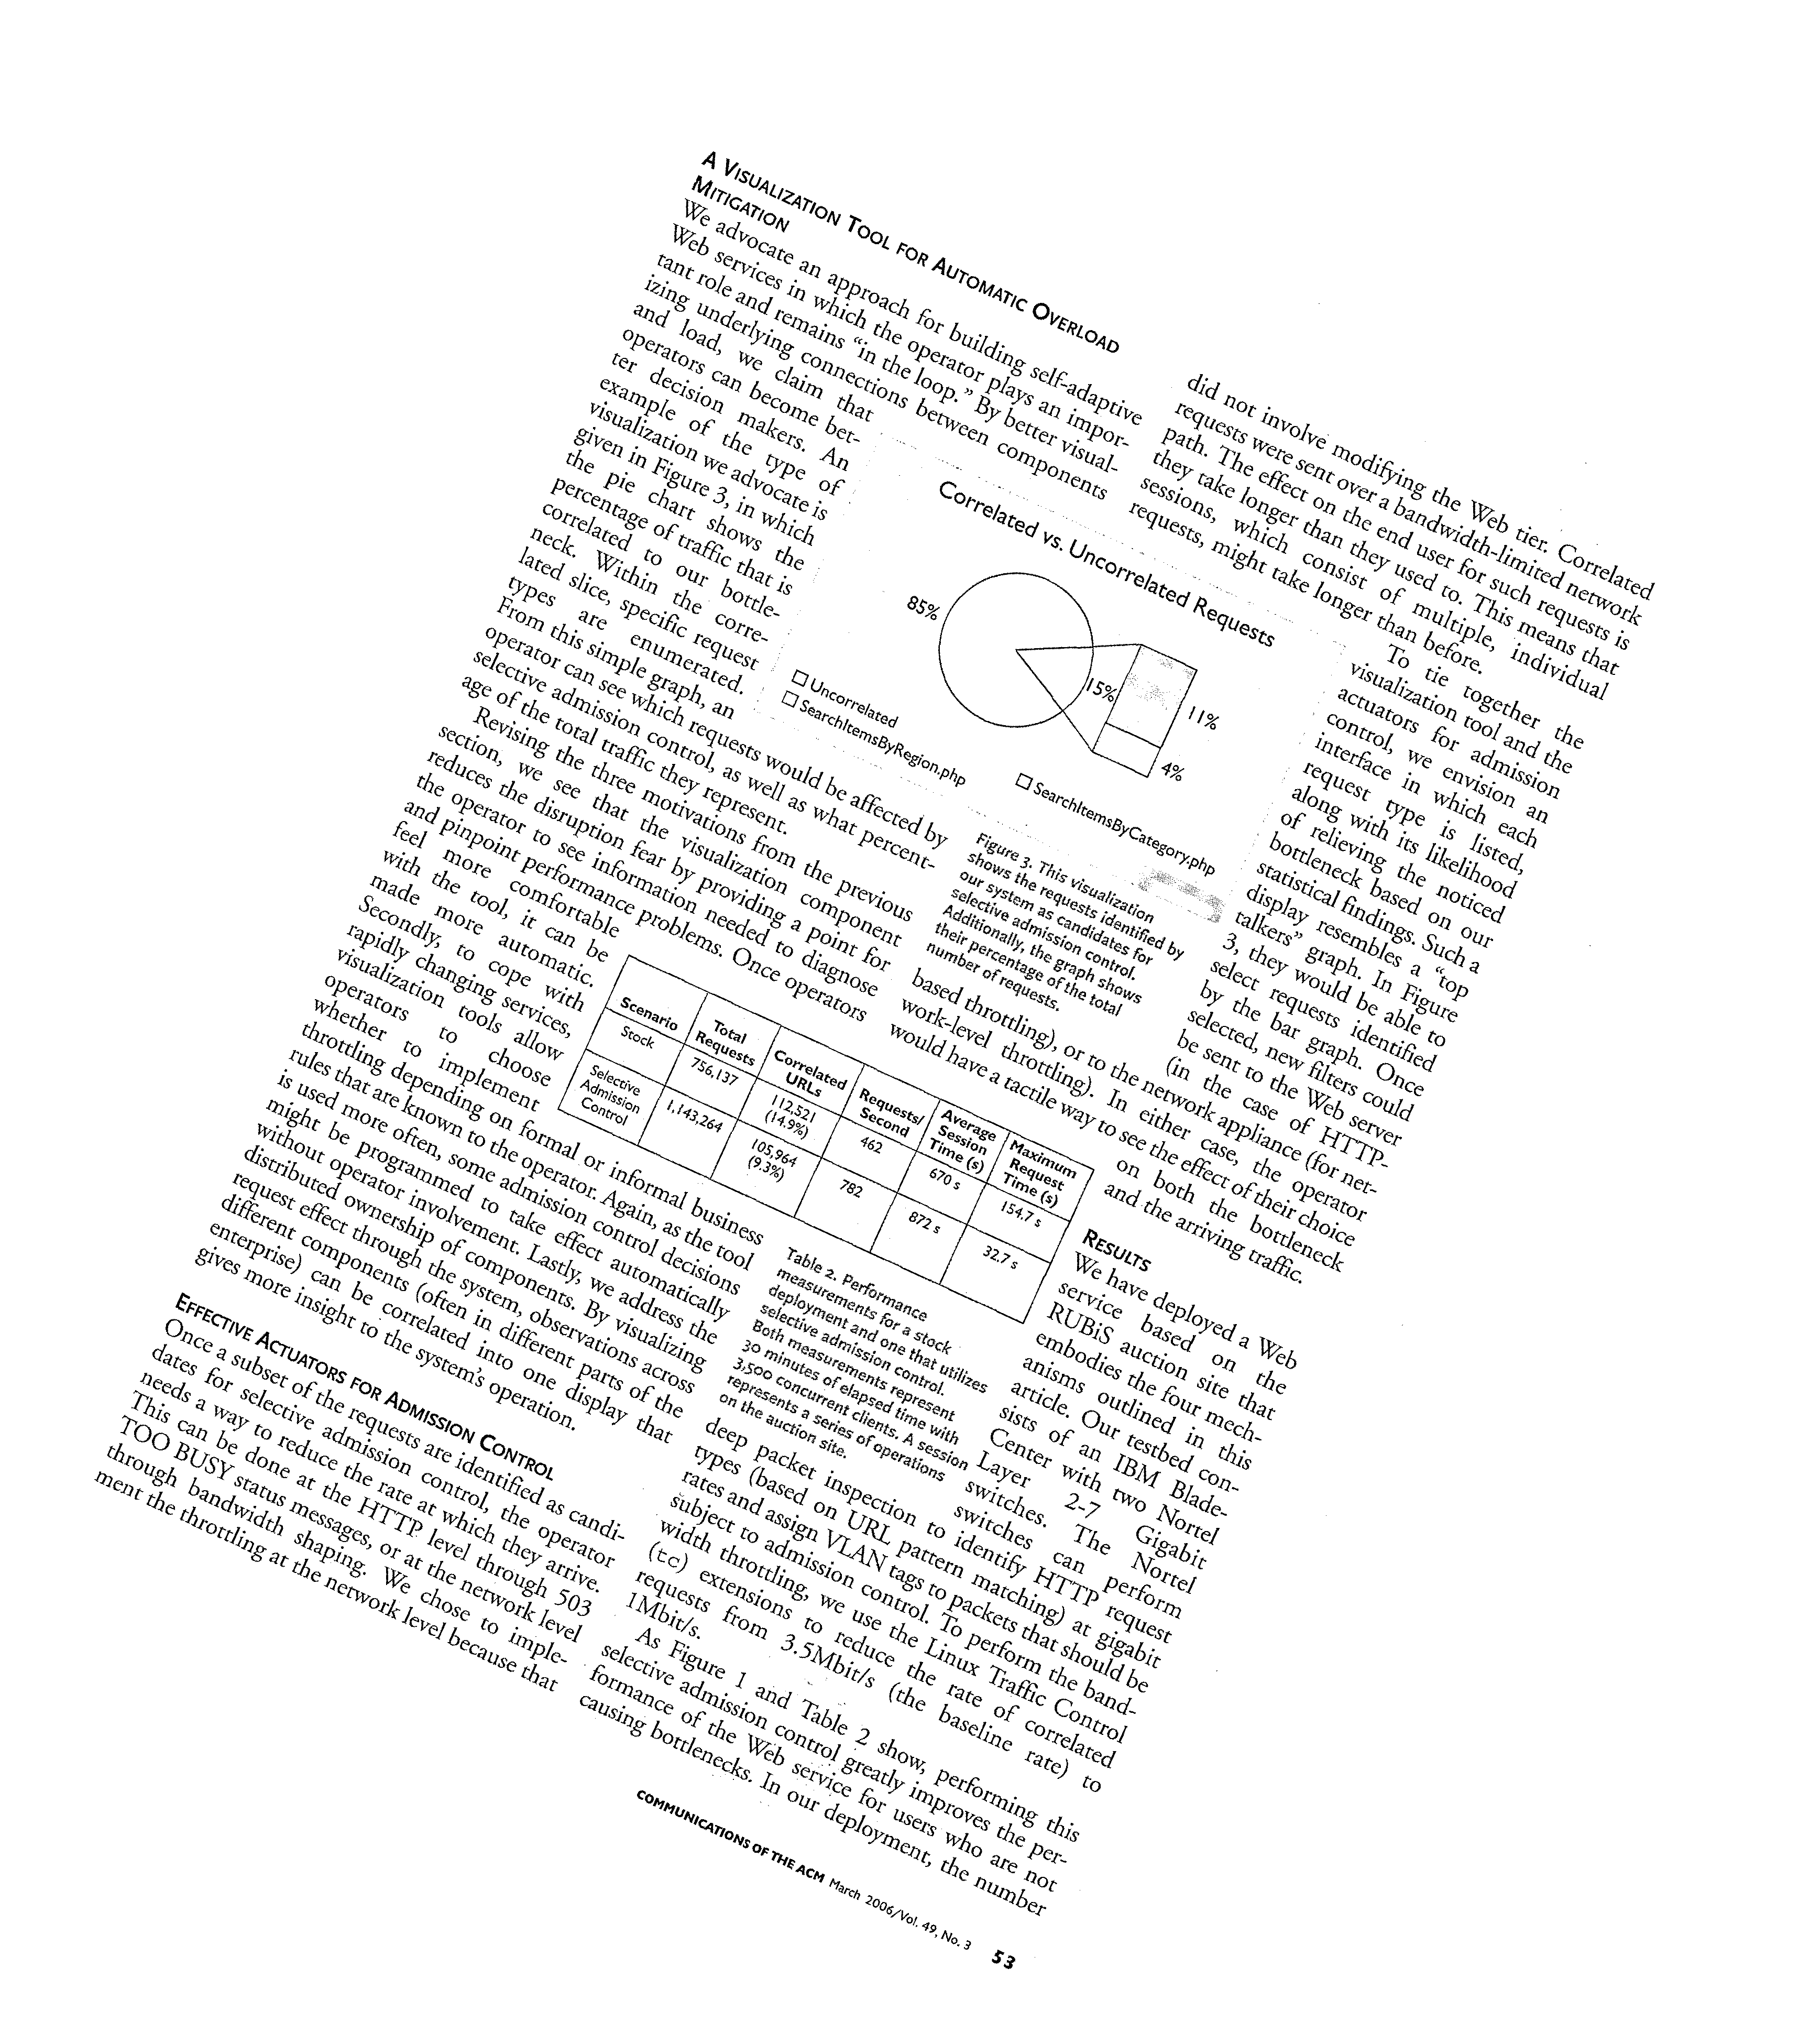 A VISUALIZATION TOOL FOR AUTOMATIC OVERLOAD
MITIGATION
We advocate an approach for building self-adaptive
Web services in which the operator plays an impor-
tant role and remains “in the loop.” By better visual-
izing underlying connections between components
and load, we claim that
operators can become bet-
ter decision makers. An
example of the type of
visualization we advocate is
given in Figure 3, in which
the pie chart shows the
percentage of traffic that is
correlated to our bottle-
neck. Within the corre-
lated slice, specific request
types are enumerated.
From this simple graph, an
operator can see which requests would be affected by
selective admission control, as well as what percent-
age of the total traffic they represent.
Revising the three motivations from the previous
section, we see that the visualization component
reduces the disruption fear by providing a point for
the operator to see information needed to diagnose
and pinpoint performance problems. Once operators
feel more comfortable
with the tool, it can be
made more automatic.
Secondly, to cope with
rapidly changing services,
visualization tools allow
operators to choose
whether to implement
throttling depending on formal or informal business
rules that are known to the operator. Again, as the tool
is used more often, some admission control decisions
might be programmed to take effect automatically
without operator involvement. Lastly, we address the
distributed ownership of components. By visualizing
request effect through the system, observations across
different components (often in different parts of the
enterprise) can be correlated into one display that
gives more insight to the system’s operation.
EFFECTIVE ACTUATORS FOR ADMISSION CONTROL
Once a subset of the requests are identified as candi-
dates for selective admission control, the operator
needs a way to reduce the rate at which they arrive.
This can be done at the HTTP level through 503
TOO BUSY status messages, or at the network level
through bandwidth shaping. We chose to imple-
ment the throttling at the network level because that
did not involve modifying the Web tier. Correlated
requests were sent over a bandwidth-limited network
path. The effect on the end user for such requests is
they take longer than they used to. This means that
sessions, which consist of multiple, individual
requests, might take longer than before.
To tie together the
visualization tool and the
actuators for admission
control, we envision an
interface in which each
request type is listed,
along with its likelihood
of relieving the noticed
bottleneck based on our
statistical findings. Such a
display resembles a “top
talkers” graph. In Figure
3, they would be able to
select requests identified
by the bar graph. Once
selected, new filters could
be sent to the Web server
(in the case of HTTP-
based throttling), or to the network appliance (for net-
work-level throttling). In either case, the operator
would have a tactile way to see the effect of their choice
on both the bottleneck
and the arriving traffic.
RESULTS
We have deployed a Web
service based on the
RUBiS auction site that
embodies the four mech-
anisms outlined in this
article. Our testbed con-
sists of an IBM Blade-
Center with two Nortel
Layer 2-7 Gigabit
switches. The Nortel
switches can perform
deep packet inspection to identify HTTP request
types (based on URL pattern matching) at gigabit
rates and assign VLAN tags to packets that should be
subject to admission control. To perform the band-
width throttling, we use the Linux Traffic Control
(tc) extensions to reduce the rate of correlated
requests from 3.5Mbit/s (the baseline rate) to
1Mbit/s.
As Figure 1 and Table 2 show, performing this
selective admission control greatly improves the per-
formance of the Web service for users who are not
causing bottlenecks. In our deployment, the number
Correlated vs. Uncorrelated Requests
85%
15%
11%
4%
Uncorrelated
SearchItemsByRegion.php
SearchItemsByCategory.php
Figure 3. This visualization
shows the requests identified by
our system as candidates for
selective admission control.
Additionally, the graph shows
their percentage of the total
number of requests.
Scenario Total Requests Correlated URLs Requests/Second Average Session Time (s) Maximum Request Time (s)
Stock 756,137 112,521 (14.9%) 462 670 s 154.7 s
Selective Admission Control 1,143,264 105,964 (9.3%) 782 872 s 32.7 s
Table 2. Performance
measurements for a stock
deployment and one that utilizes
selective admission control.
Both measurements represent
30 minutes of elapsed time with
3,500 concurrent clients. A session
represents a series of operations
on the auction site.
COMMUNICATIONS OF THE ACM March 2006/Vol. 49, No. 3 53